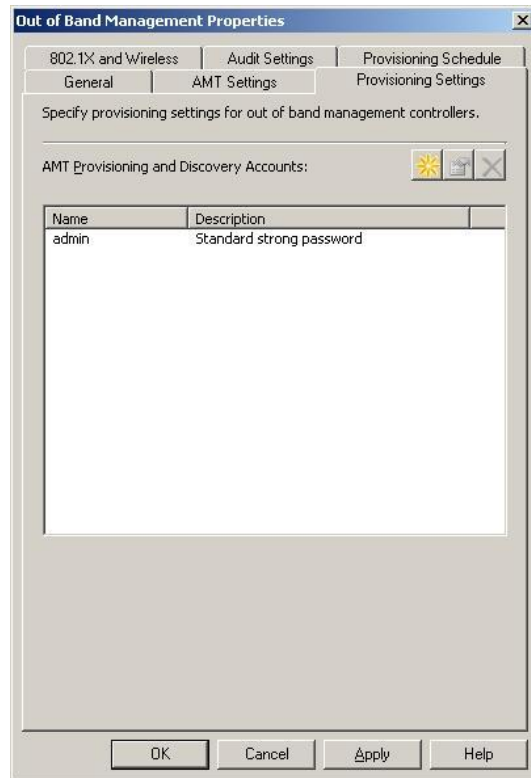 Out of Band Management Properties
802.1X and Wireless Audit Settings Provisioning Schedule
General AMT Settings Provisioning Settings
Specify provisioning settings for out of band management controllers.
AMT Provisioning and Discovery Accounts:
Name Description
admin Standard strong password
OK Cancel Apply Help